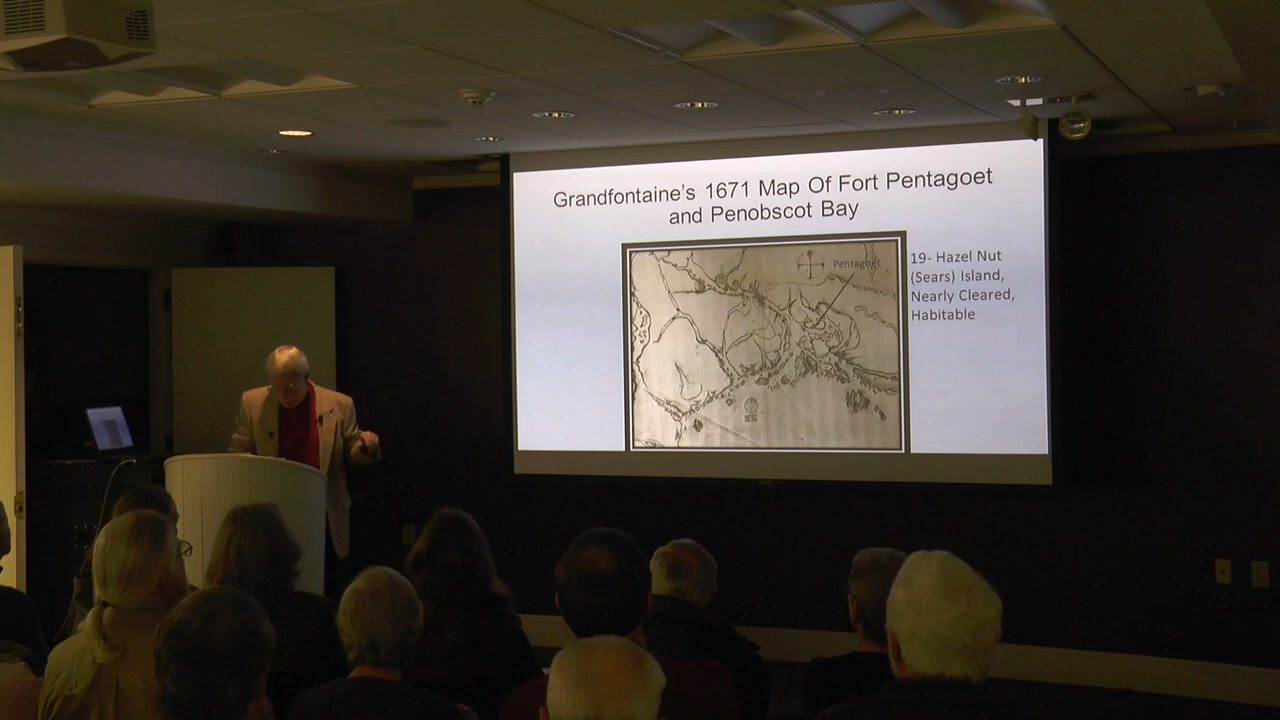 Grandfontaine's 1671 Map Of Fort Pentagoet
and Penobscot Bay
Pentagoet
19- Hazel Nut
(Sears) Island,
Nearly Cleared,
Habitable